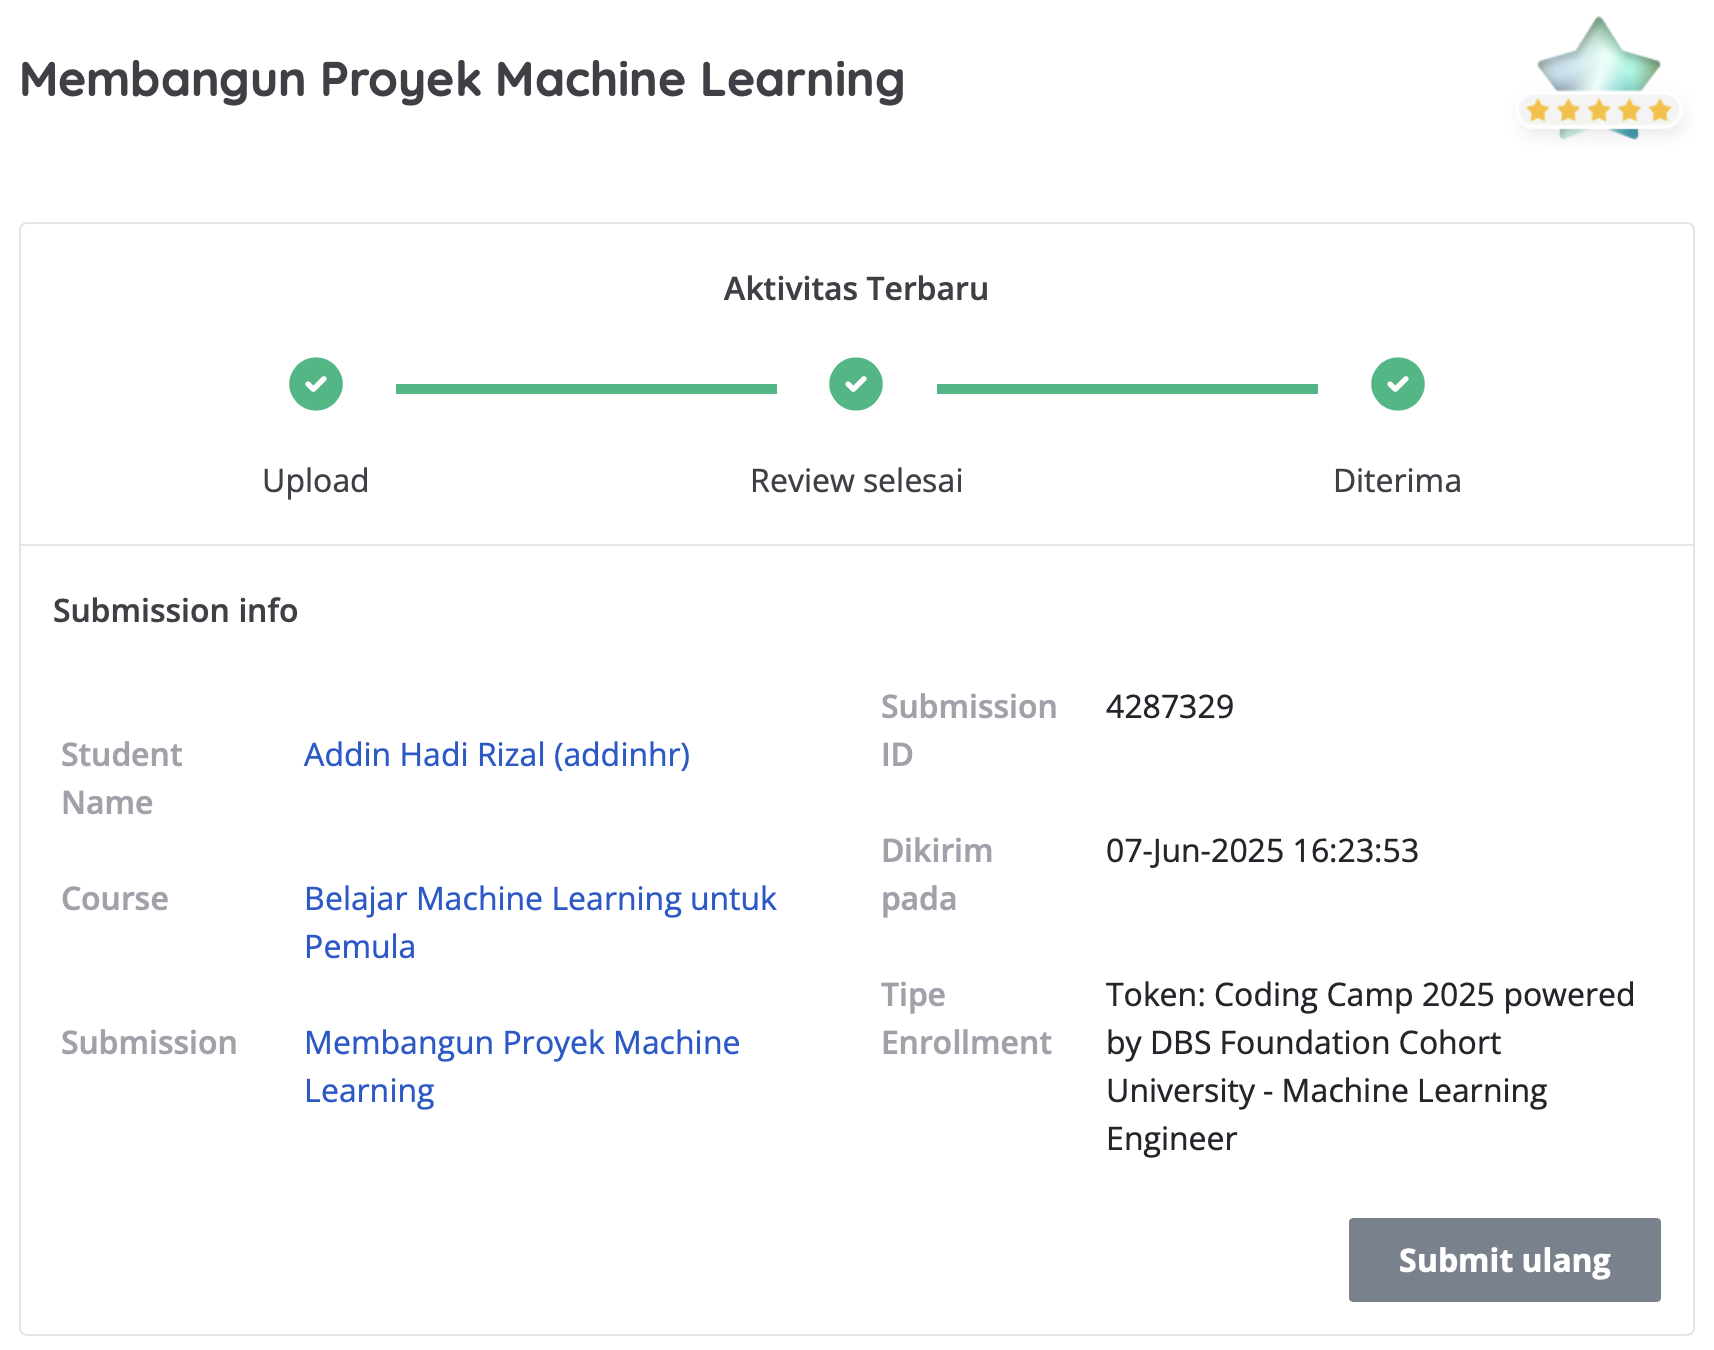 Membangun Proyek Machine Learning
Aktivitas Terbaru
Upload
Review selesai
Diterima
Submission info
Student
Name
Addin Hadi Rizal (addinhr)
Course
Belajar Machine Learning untuk
Pemula
Submission
Membangun Proyek Machine
Learning
Submission
ID
4287329
Dikirim
pada
07-Jun-2025 16:23:53
Tipe
Enrollment
Token: Coding Camp 2025 powered
by DBS Foundation Cohort
University - Machine Learning
Engineer
Submit ulang